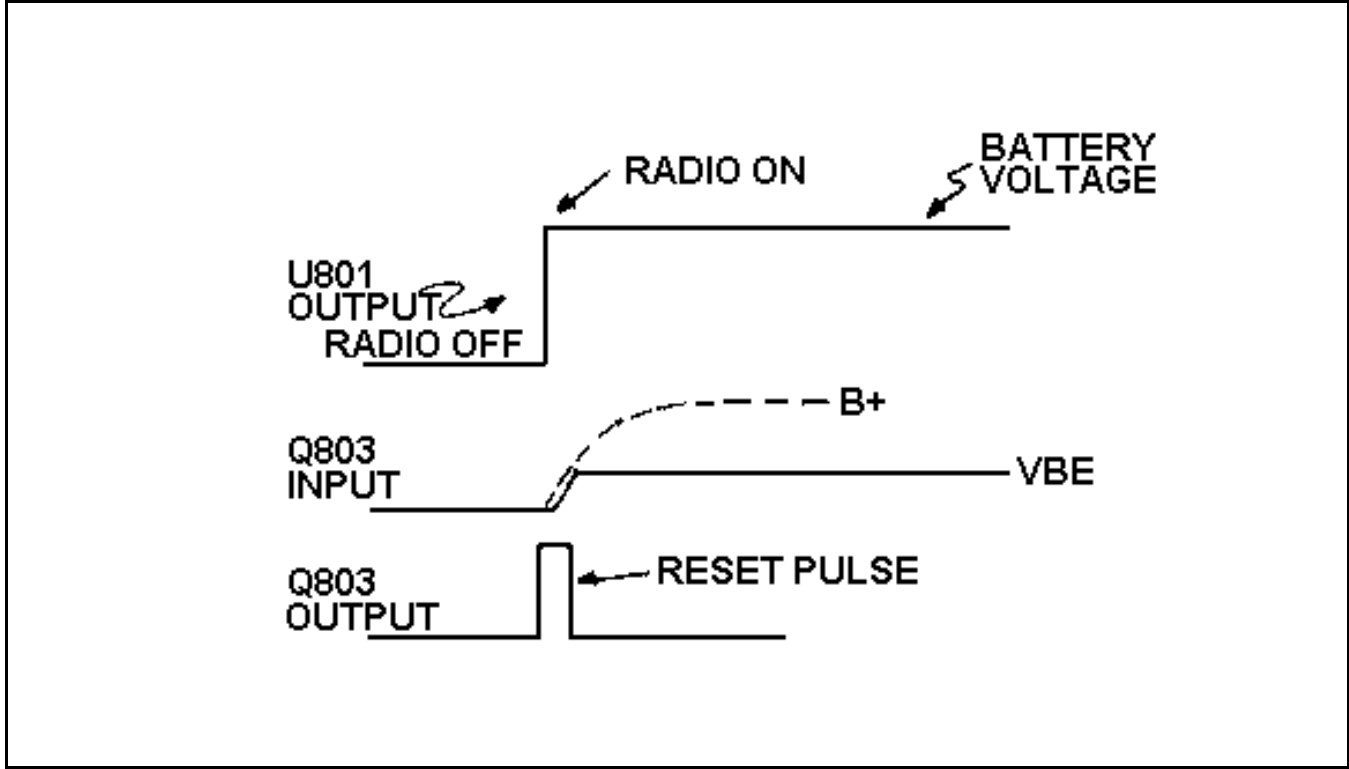 RADIO ON
BATTERY
VOLTAGE
U801
OUTPUT
RADIO OFF
B+
Q803
INPUT
VBE
RESET PULSE
Q803
OUTPUT